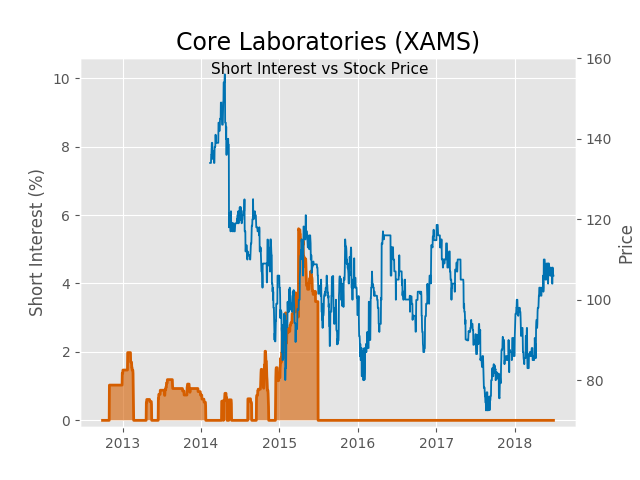 Core Laboratories (XAMS)
Short Interest vs Stock Price
Short Interest (%)
10
8
6
4
2
0
160
140
120
100
80
Price
2013 2014 2015 2016 2017 2018